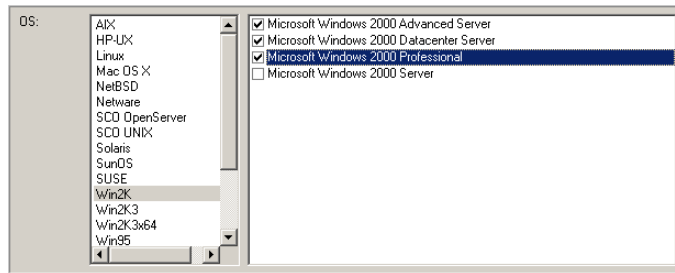 OS:
AIX
HP-UX
Linux
Mac OS X
NetBSD
Netware
SCO OpenServer
SCO UNIX
Solaris
SunOS
SUSE
Win2K
Win2K3
Win2K3x64
Win95
Microsoft Windows 2000 Advanced Server
Microsoft Windows 2000 Datacenter Server
Microsoft Windows 2000 Professional
Microsoft Windows 2000 Server